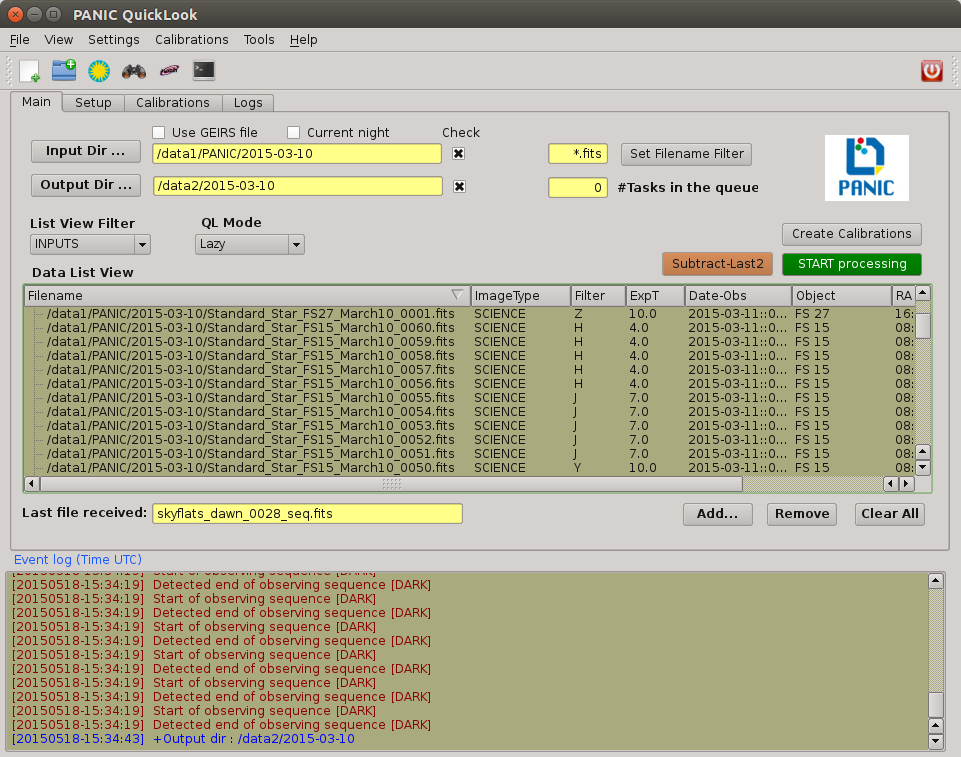 PANIC QuickLook
File View Settings Calibrations Tools Help
Main Setup Calibrations Logs
Use GEIRS file Current night Check
Input Dir ... /data1/PANIC/2015-03-10 *.fits Set Filename Filter
Output Dir ... /data2/2015-03-10 0 #Tasks in the queue
PANIC
List View Filter QL Mode
INPUTS Lazy Create Calibrations
Data List View Subtract-Last2 START processing
Filename ImageType Filter ExpT Date-Obs Object RA
/data1/PANIC/2015-03-10/Standard_Star_FS27_March10_0001.fits SCIENCE Z 10.0 2015-03-11::0... FS 27 16:
/data1/PANIC/2015-03-10/Standard_Star_FS15_March10_0060.fits SCIENCE H 4.0 2015-03-11::0... FS 15 08:
/data1/PANIC/2015-03-10/Standard_Star_FS15_March10_0059.fits SCIENCE H 4.0 2015-03-11::0... FS 15 08:
/data1/PANIC/2015-03-10/Standard_Star_FS15_March10_0058.fits SCIENCE H 4.0 2015-03-11::0... FS 15 08:
/data1/PANIC/2015-03-10/Standard_Star_FS15_March10_0057.fits SCIENCE H 4.0 2015-03-11::0... FS 15 08:
/data1/PANIC/2015-03-10/Standard_Star_FS15_March10_0056.fits SCIENCE H 4.0 2015-03-11::0... FS 15 08:
/data1/PANIC/2015-03-10/Standard_Star_FS15_March10_0055.fits SCIENCE J 7.0 2015-03-11::0... FS 15 08:
/data1/PANIC/2015-03-10/Standard_Star_FS15_March10_0054.fits SCIENCE J 7.0 2015-03-11::0... FS 15 08:
/data1/PANIC/2015-03-10/Standard_Star_FS15_March10_0053.fits SCIENCE J 7.0 2015-03-11::0... FS 15 08:
/data1/PANIC/2015-03-10/Standard_Star_FS15_March10_0052.fits SCIENCE J 7.0 2015-03-11::0... FS 15 08:
/data1/PANIC/2015-03-10/Standard_Star_FS15_March10_0051.fits SCIENCE J 7.0 2015-03-11::0... FS 15 08:
/data1/PANIC/2015-03-10/Standard_Star_FS15_March10_0050.fits SCIENCE Y 10.0 2015-03-11::0... FS 15 08:
Last file received: skyflats_dawn_0028_seq.fits Add... Remove Clear All
Event log (Time UTC)
[20150518-15:34:19] Start of observing sequence [DARK]
[20150518-15:34:19] Detected end of observing sequence [DARK]
[20150518-15:34:19] Start of observing sequence [DARK]
[20150518-15:34:19] Detected end of observing sequence [DARK]
[20150518-15:34:19] Start of observing sequence [DARK]
[20150518-15:34:19] Detected end of observing sequence [DARK]
[20150518-15:34:19] Start of observing sequence [DARK]
[20150518-15:34:19] Detected end of observing sequence [DARK]
[20150518-15:34:19] Start of observing sequence [DARK]
[20150518-15:34:19] Detected end of observing sequence [DARK]
[20150518-15:34:19] Start of observing sequence [DARK]
[20150518-15:34:19] Detected end of observing sequence [DARK]
[20150518-15:34:43] +Output dir : /data2/2015-03-10